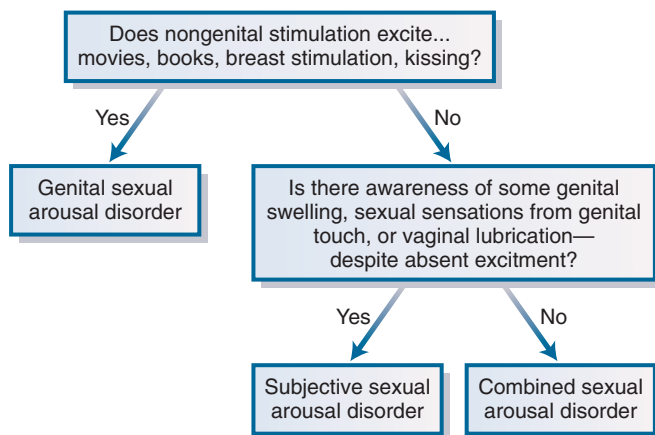 Does nongenital stimulation excite...
movies, books, breast stimulation, kissing?
Yes
No
Genital sexual
arousal disorder
Is there awareness of some genital
swelling, sexual sensations from genital
touch, or vaginal lubrication—
despite absent excitment?
Yes
No
Subjective sexual
arousal disorder
Combined sexual
arousal disorder